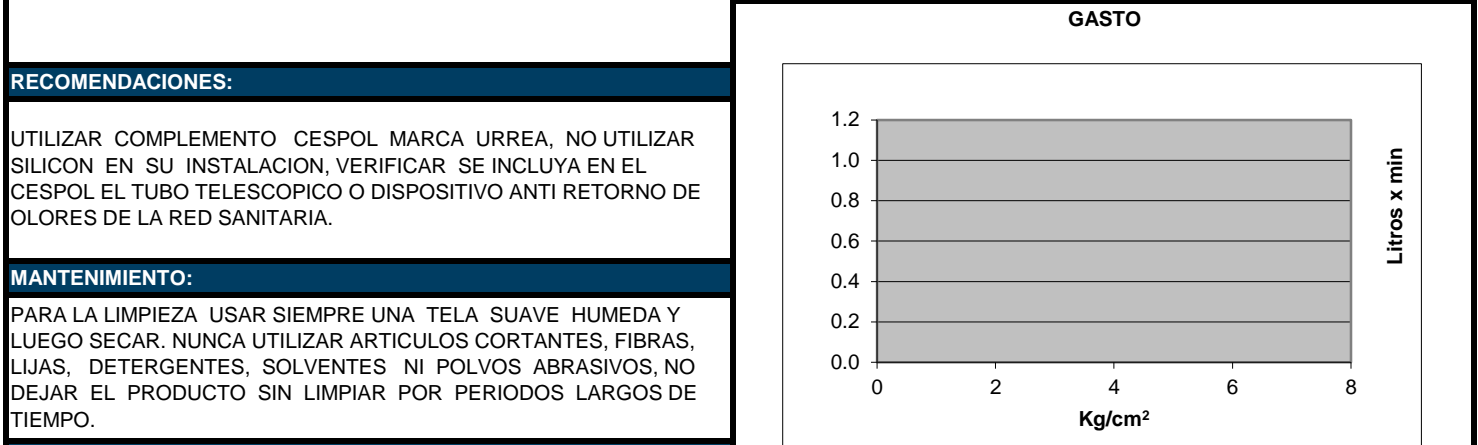 RECOMENDACIONES:
UTILIZAR COMPLEMENTO CESPOL MARCA URREA, NO UTILIZAR
SILICON EN SU INSTALACION, VERIFICAR SE INCLUYA EN EL
CESPOL EL TUBO TELESCOPICO O DISPOSITIVO ANTI RETORNO DE
OLORES DE LA RED SANITARIA.
MANTENIMIENTO:
PARA LA LIMPIEZA USAR SIEMPRE UNA TELA SUAVE HUMEDA Y
LUEGO SECAR. NUNCA UTILIZAR ARTICULOS CORTANTES, FIBRAS,
LIJAS, DETERGENTES, SOLVENTES NI POLVOS ABRASIVOS, NO
DEJAR EL PRODUCTO SIN LIMPIAR POR PERIODOS LARGOS DE
TIEMPO.
GASTO
1.2
1.0
0.8
0.6
0.4
0.2
0.0
0 2 4 6 8
Kg/cm²
Litros x min